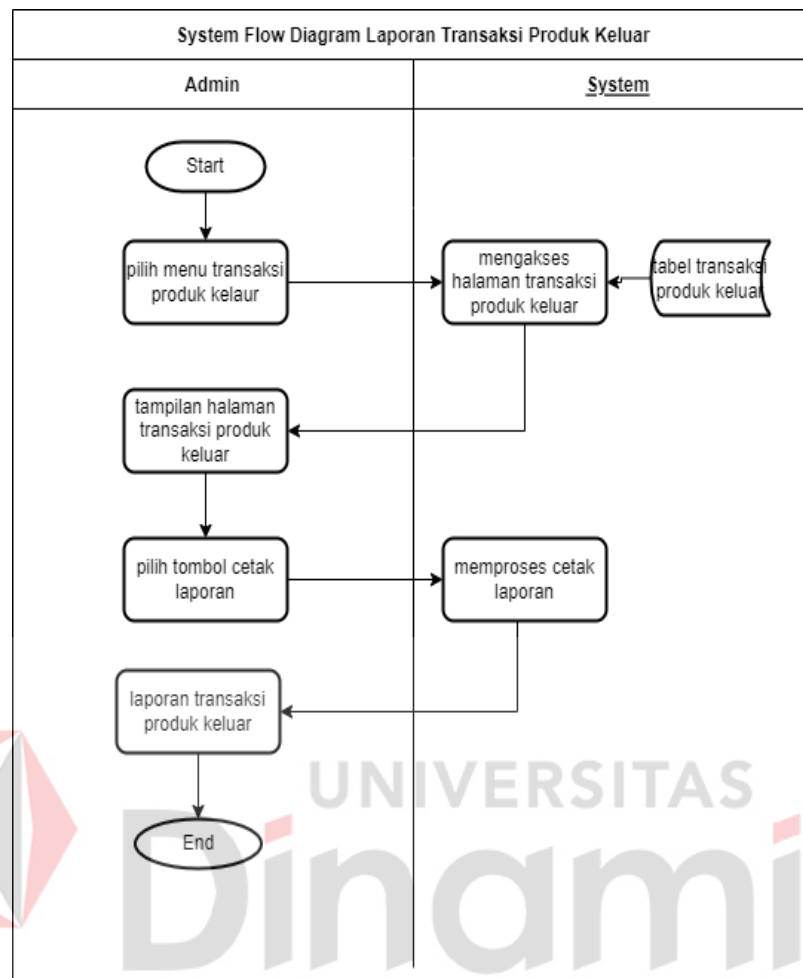 System Flow Diagram Laporan Transaksi Produk Keluar
Admin
System
Start
pilih menu transaksi
produk kelaur
mengakses
halaman transaksi
produk keluar
tabel transaksi
produk keluar
tampilan halaman
transaksi produk
keluar
pilih tombol cetak
laporan
memproses cetak
laporan
laporan transaksi
produk keluar
End
UNIVERSITAS
Dinami